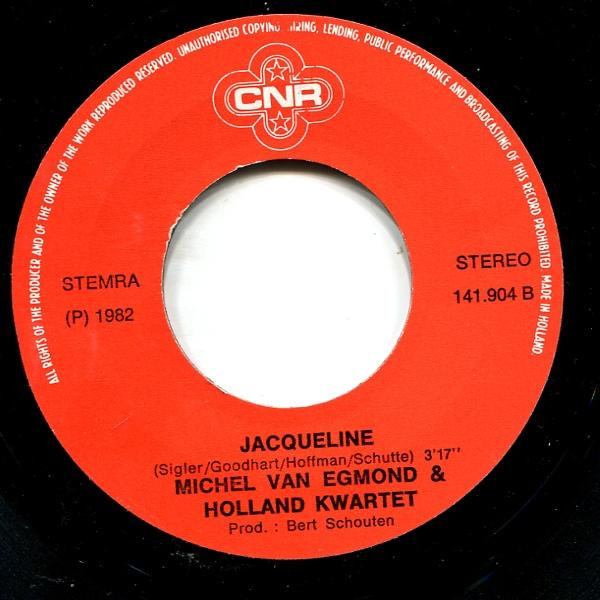 ALL RIGHTS OF THE PRODUCER AND OF THE OWNER OF THE WORK REPRODUCED RESERVED. UNAUTHORISED COPYING, HIRING, LENDING, PUBLIC PERFORMANCE AND BROADCASTING OF THIS RECORD PROHIBITED. MADE IN HOLLAND.
CNR
STEMRA
(P) 1982
STEREO
141.904 B
JACQUELINE
(Sigler/Goodhart/Hoffman/Schutte) 3'17''
MICHEL VAN EGMOND &
HOLLAND KWARTET
Prod. : Bert Schouten